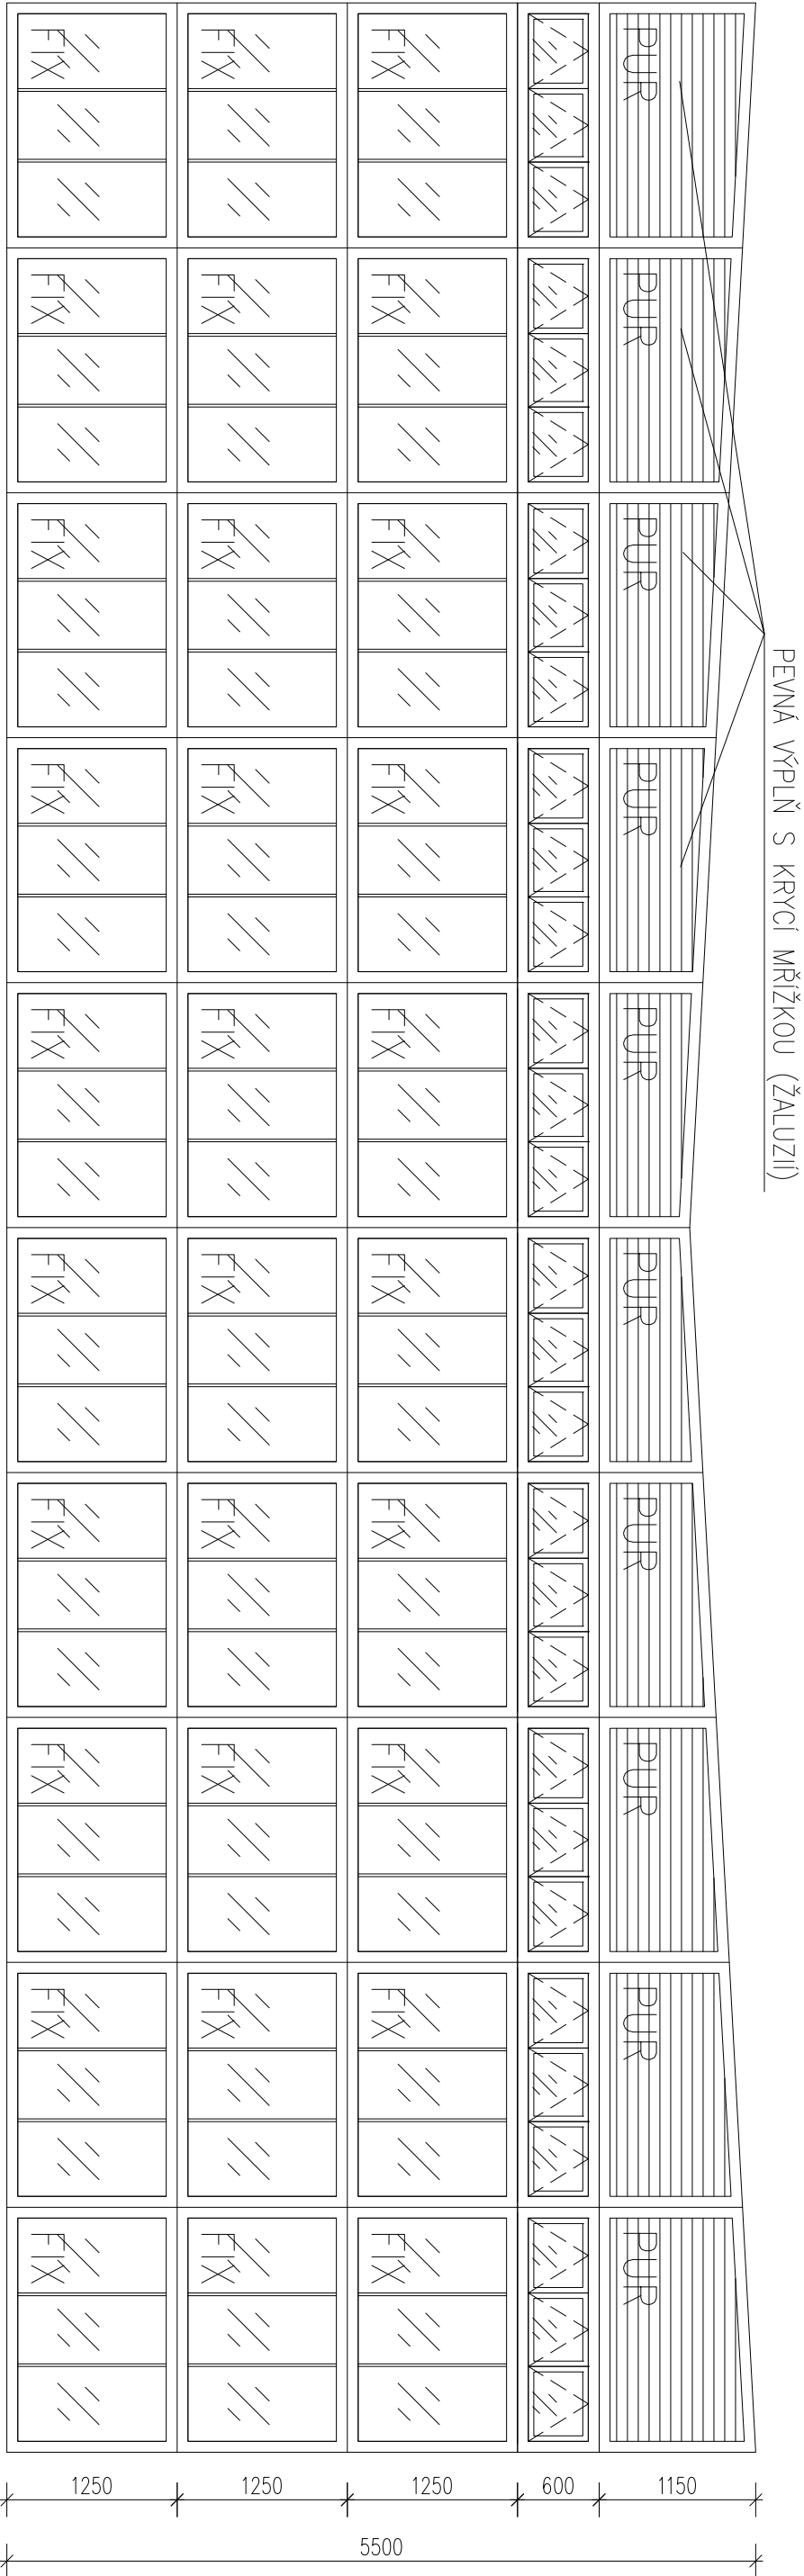 PEVNÁ VÝPLŇ S KRYCÍ MŘÍŽKOU (ŽALUZIÍ)
PUR PUR PUR PUR PUR PUR PUR PUR PUR PUR
FIX FIX FIX FIX FIX FIX FIX FIX FIX FIX
FIX FIX FIX FIX FIX FIX FIX FIX FIX FIX
FIX FIX FIX FIX FIX FIX FIX FIX FIX FIX
1250 1250 1250 600 1150
5500